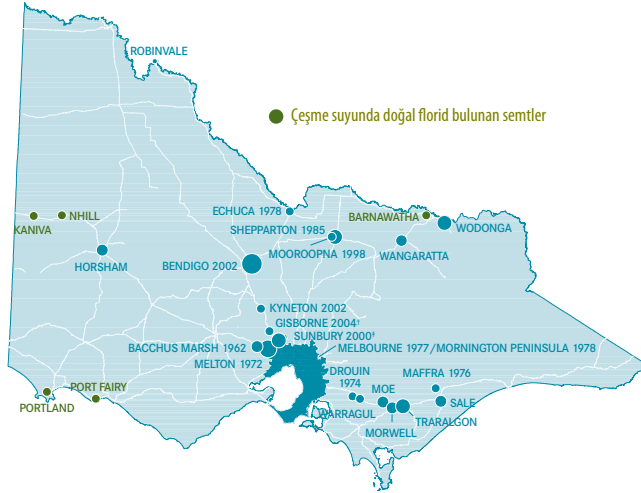 ROBINVALE
Çeşme suyunda doğal florid bulunan semtler
ECHUCA 1978
BARNAWATHA
NHILL
KANIVA
SHEPPARTON 1985
WODONGA
MOOROOPNA 1998
WANGARATTA
HORSHAM
BENDIGO 2002
KYNETON 2002
GISBORNE 2004†
SUNBURY 2000‡
BACCHUS MARSH 1962
MELBOURNE 1977/MORNINGTON PENINSULA 1978
MELTON 1972
DROUIN
1974
MAFFRA 1976
PORT FAIRY
MOE
PORTLAND
SALE
WARRAGUL
TRARALGON
MORWELL